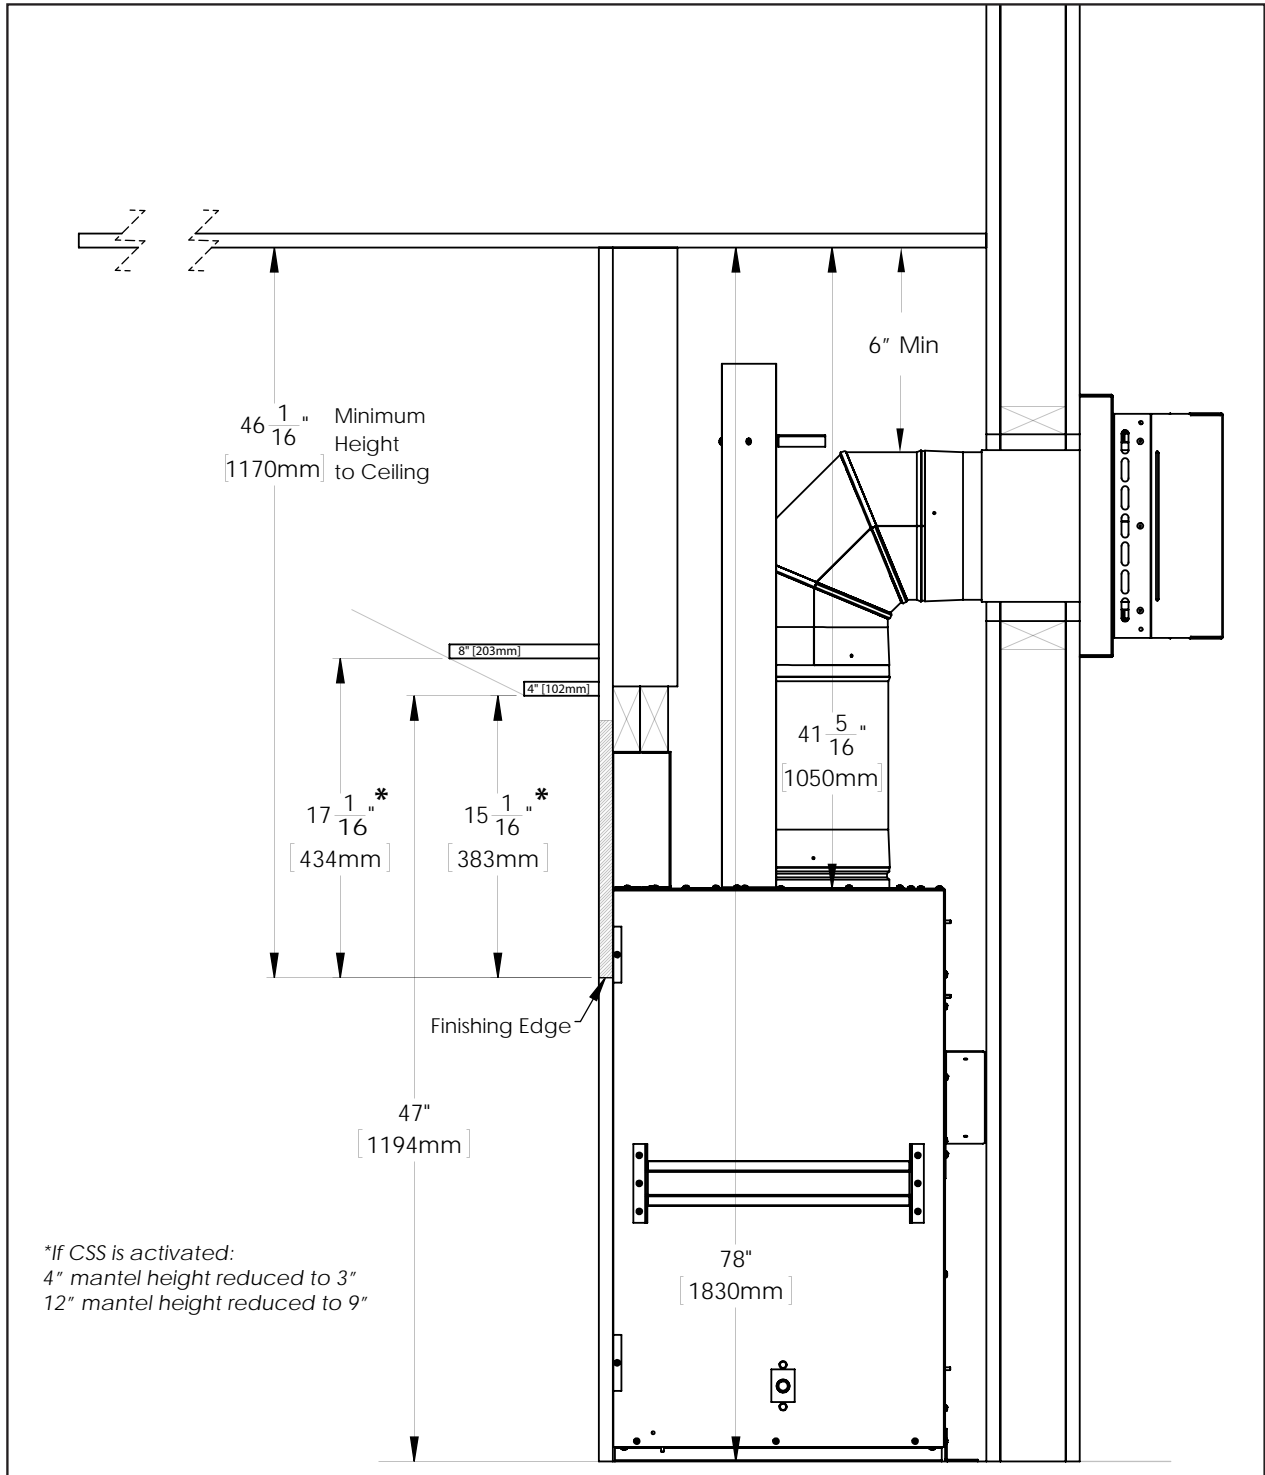 6" Min
46 1/16"
[1170mm]
Minimum
Height
to Ceiling
8" [203mm]
4" [102mm]
41 5/16"
[1050mm]
17 1/16"*
[434mm]
15 1/16"*
[383mm]
Finishing Edge
47"
[1194mm]
78"
[1830mm]
*If CSS is activated:
4" mantel height reduced to 3"
12" mantel height reduced to 9"